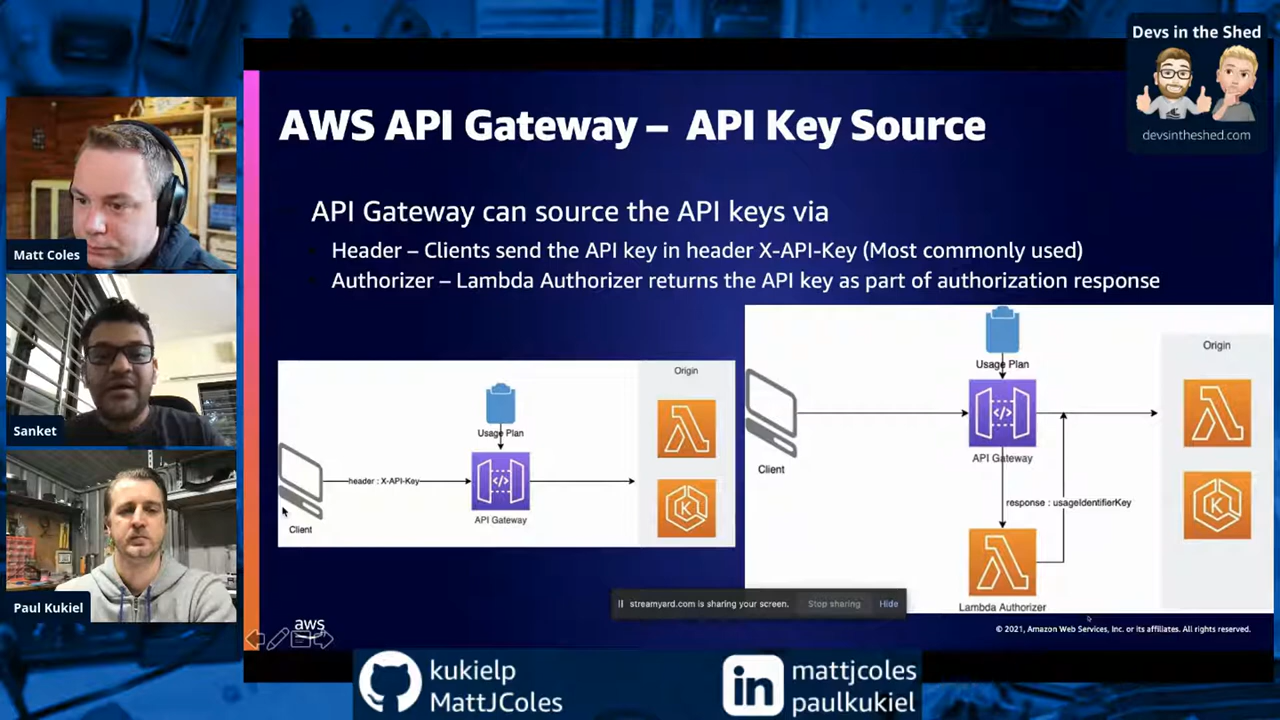 Devs in the Shed
devsintheshed.com
AWS API Gateway – API Key Source
API Gateway can source the API keys via
Header – Clients send the API key in header X-API-Key (Most commonly used)
Authorizer – Lambda Authorizer returns the API key as part of authorization response
Matt Coles
Sanket
Paul Kukiel
Origin
Usage Plan
header : X-API-Key
API Gateway
Client
Origin
Usage Plan
Client
API Gateway
response : usageIdentifierKey
Lambda Authorizer
streamyard.com is sharing your screen.
Stop sharing
Hide
aws
© 2021, Amazon Web Services, Inc. or its affiliates. All rights reserved.
kukielp
MattJColes
in
mattjcoles
paulkukiel